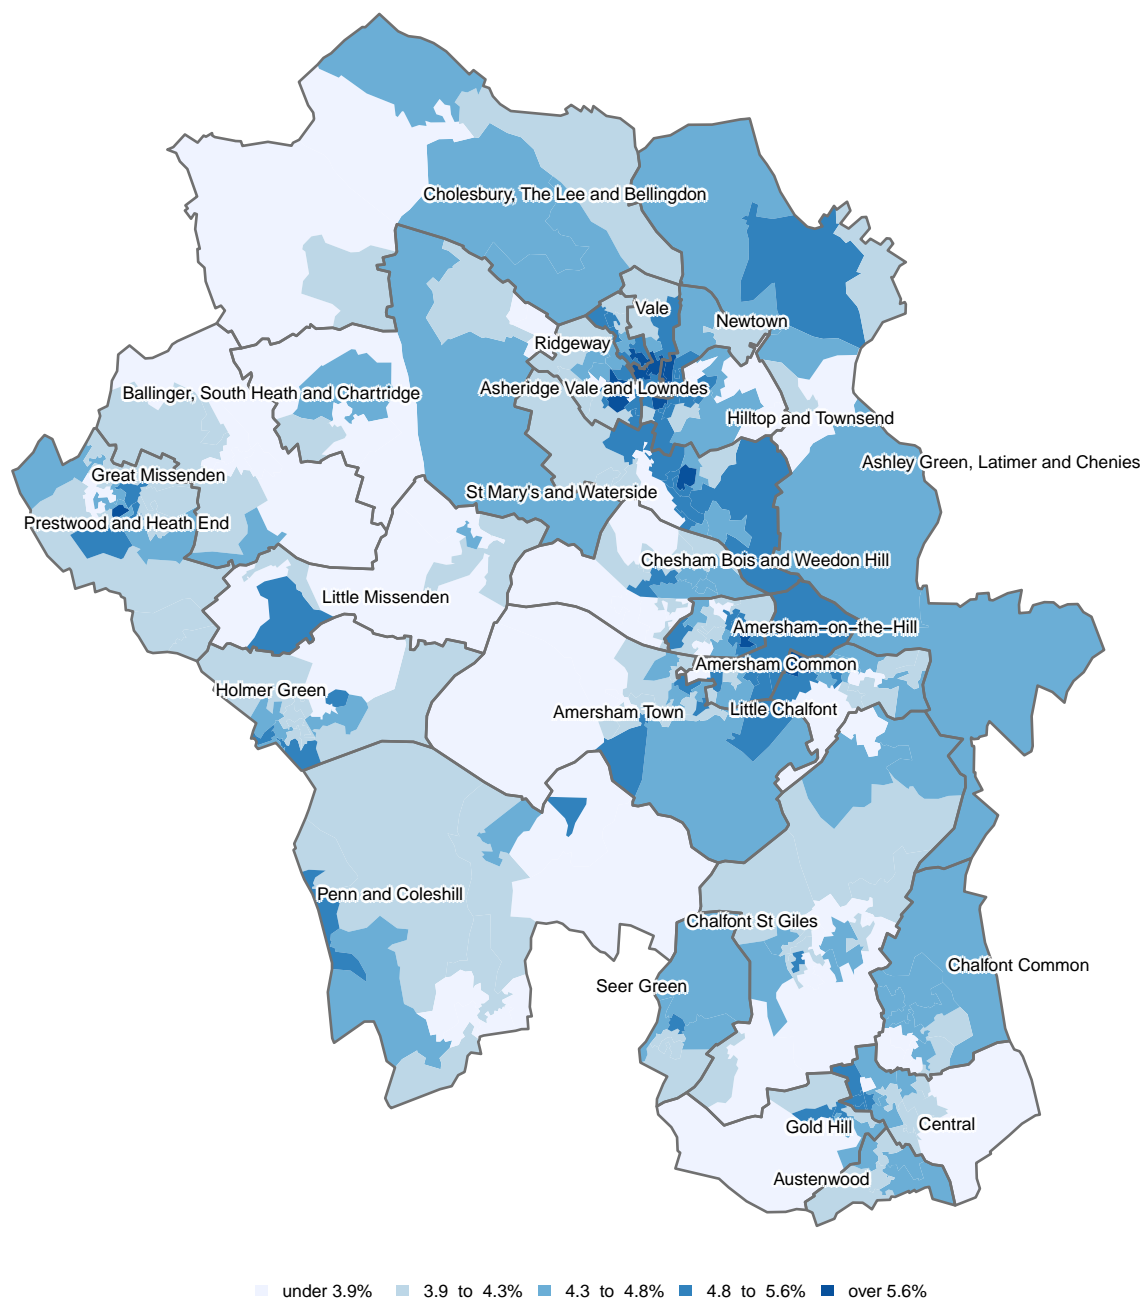 Cholesbury, The Lee and Bellingdon
Vale
Newtown
Ridgeway
Asheridge Vale and Lowndes
Ballinger, South Heath and Chartridge
Hilltop and Townsend
Ashley Green, Latimer and Chenies
Great Missenden
St Mary's and Waterside
Prestwood and Heath End
Chesham Bois and Weedon Hill
Little Missenden
Amersham-on-the-Hill
Amersham Common
Holmer Green
Amersham Town
Little Chalfont
Penn and Coleshill
Chalfont St Giles
Chalfont Common
Seer Green
Gold Hill
Central
Austenwood
under 3.9% 3.9 to 4.3% 4.3 to 4.8% 4.8 to 5.6% over 5.6%